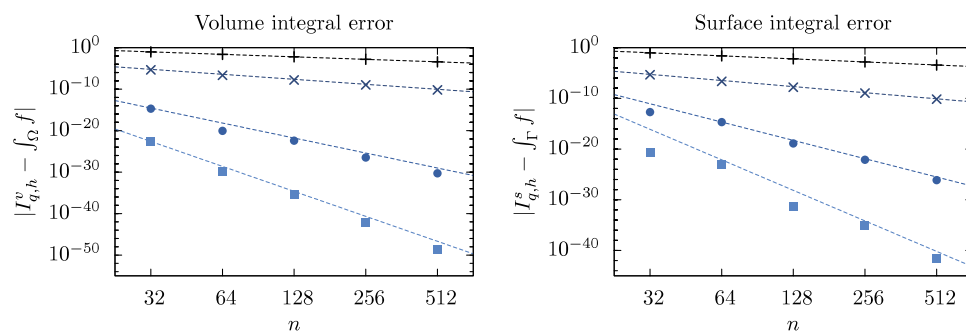 Volume integral error
|I^v_{q,h} − ∫_Ω f|
10^0
10^{−10}
10^{−20}
10^{−30}
10^{−40}
10^{−50}
32 64 128 256 512
n
Surface integral error
|I^s_{q,h} − ∫_Γ f|
10^0
10^{−10}
10^{−20}
10^{−30}
10^{−40}
32 64 128 256 512
n